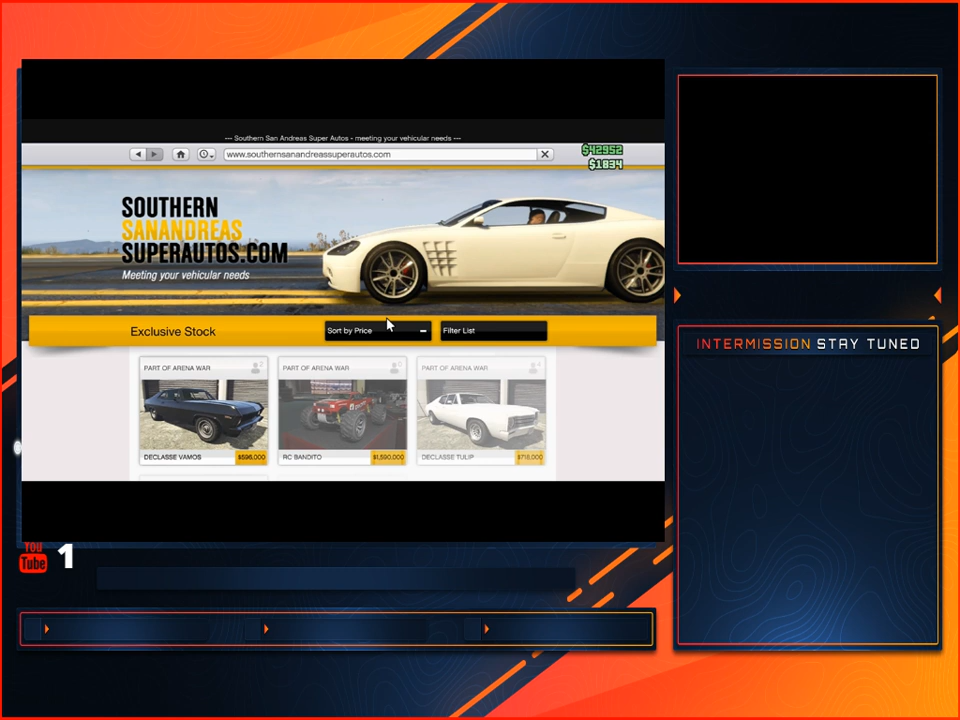 --- Southern San Andreas Super Autos - meeting your vehicular needs ---
www.southernsanandreassuperautos.com
$42952
$1834
SOUTHERN
SANANDREAS
SUPERAUTOS.COM
Meeting your vehicular needs
Exclusive Stock
Sort by Price
Filter List
PART OF ARENA WAR
PART OF ARENA WAR
PART OF ARENA WAR
DECLASSE VAMOS $596,000
RC BANDITO $1,590,000
DECLASSE TULIP $718,000
INTERMISSION STAY TUNED
You
Tube
1